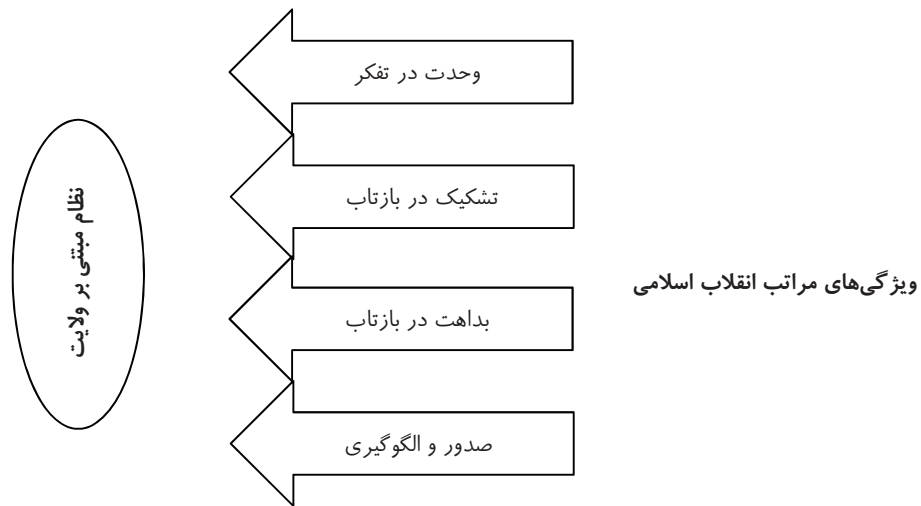 ویژگی‌های مراتب انقلاب اسلامی
وحدت در تفکر
تشکیک در بازتاب
بداهت در بازتاب
صدور و الگوگیری
نظام مبتنی بر ولایت